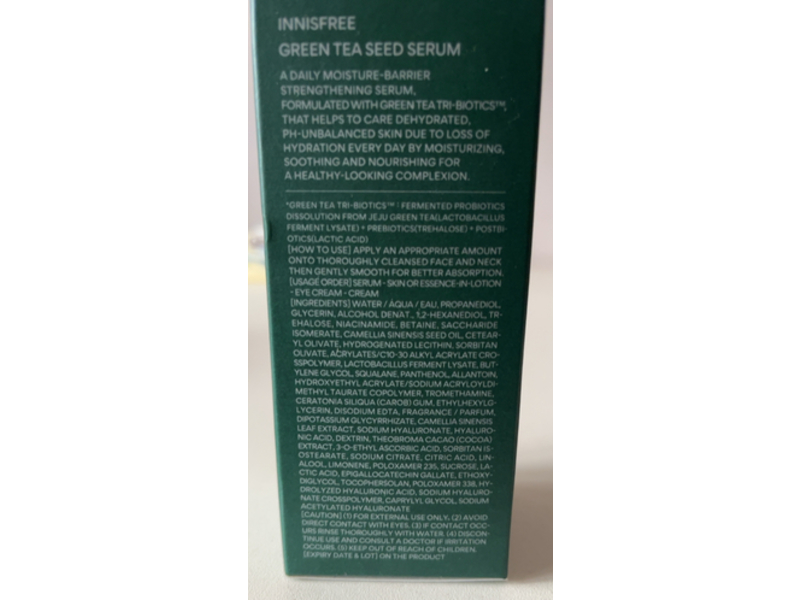 INNISFREE
GREEN TEA SEED SERUM
A DAILY MOISTURE-BARRIER
STRENGTHENING SERUM,
FORMULATED WITH GREEN TEA TRI-BIOTICS™,
THAT HELPS TO CARE DEHYDRATED,
PH-UNBALANCED SKIN DUE TO LOSS OF
HYDRATION EVERY DAY BY MOISTURIZING,
SOOTHING AND NOURISHING FOR
A HEALTHY-LOOKING COMPLEXION.
*GREEN TEA TRI-BIOTICS™ : FERMENTED PROBIOTICS
DISSOLUTION FROM JEJU GREEN TEA(LACTOBACILLUS
FERMENT LYSATE) + PREBIOTICS(TREHALOSE) + POSTBI-
OTICS(LACTIC ACID)
[HOW TO USE] APPLY AN APPROPRIATE AMOUNT
ONTO THOROUGHLY CLEANSED FACE AND NECK
THEN GENTLY SMOOTH FOR BETTER ABSORPTION.
[USAGE ORDER] SERUM - SKIN OR ESSENCE-IN-LOTION
- EYE CREAM - CREAM
[INGREDIENTS] WATER / AQUA / EAU, PROPANEDIOL,
GLYCERIN, ALCOHOL DENAT., 1,2-HEXANEDIOL, TR-
EHALOSE, NIACINAMIDE, BETAINE, SACCHARIDE
ISOMERATE, CAMELLIA SINENSIS SEED OIL, CETEAR-
YL OLIVATE, HYDROGENATED LECITHIN, SORBITAN
OLIVATE, ACRYLATES/C10-30 ALKYL ACRYLATE CRO-
SSPOLYMER, LACTOBACILLUS FERMENT LYSATE, BUT-
YLENE GLYCOL, SQUALANE, PANTHENOL, ALLANTOIN,
HYDROXYETHYL ACRYLATE/SODIUM ACRYLOYLDI-
METHYL TAURATE COPOLYMER, TROMETHAMINE,
CERATONIA SILIQUA (CAROB) GUM, ETHYLHEXYLG-
LYCERIN, DISODIUM EDTA, FRAGRANCE / PARFUM,
DIPOTASSIUM GLYCYRRHIZATE, CAMELLIA SINENSIS
LEAF EXTRACT, SODIUM HYALURONATE, HYALURO-
NIC ACID, DEXTRIN, THEOBROMA CACAO (COCOA)
EXTRACT, 3-O-ETHYL ASCORBIC ACID, SORBITAN IS-
OSTEARATE, SODIUM CITRATE, CITRIC ACID, LIN-
ALOOL, LIMONENE, POLOXAMER 235, SUCROSE, LA-
CTIC ACID, EPIGALLOCATECHIN GALLATE, ETHOXY-
DIGLYCOL, TOCOPHERSOLAN, POLOXAMER 338, HY-
DROLYZED HYALURONIC ACID, SODIUM HYALURO-
NATE CROSSPOLYMER, CAPRYLYL GLYCOL, SODIUM
ACETYLATED HYALURONATE
[CAUTION] (1) FOR EXTERNAL USE ONLY. (2) AVOID
DIRECT CONTACT WITH EYES. (3) IF CONTACT OCC-
URS RINSE THOROUGHLY WITH WATER. (4) DISCON-
TINUE USE AND CONSULT A DOCTOR IF IRRITATION
OCCURS. (5) KEEP OUT OF REACH OF CHILDREN.
[EXPIRY DATE & LOT] ON THE PRODUCT